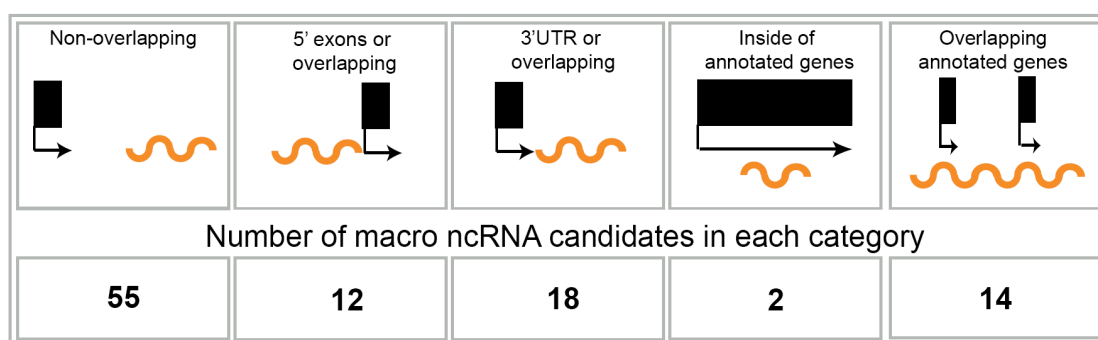 Non-overlapping
5' exons or
overlapping
3'UTR or
overlapping
Inside of
annotated genes
Overlapping
annotated genes
Number of macro ncRNA candidates in each category
55
12
18
2
14